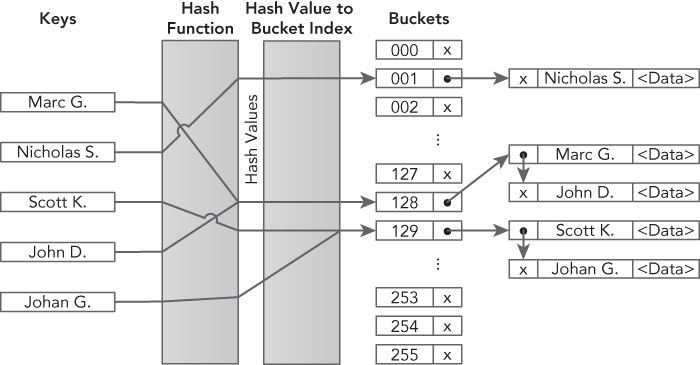 Keys
Hash Function
Hash Value to Bucket Index
Buckets
Hash Values
Marc G.
Nicholas S.
Scott K.
John D.
Johan G.
000 x
001
002 x
⋮
127 x
128
129
⋮
253 x
254 x
255 x
x Nicholas S. <Data>
Marc G. <Data>
x John D. <Data>
Scott K. <Data>
x Johan G. <Data>